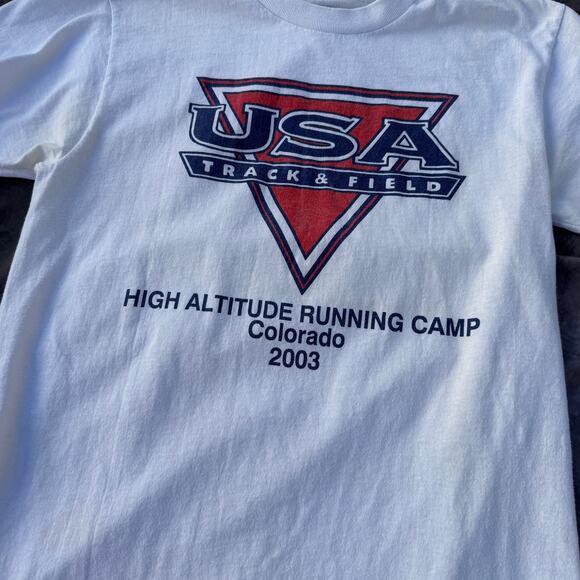 USA
TRACK & FIELD
HIGH ALTITUDE RUNNING CAMP
Colorado
2003